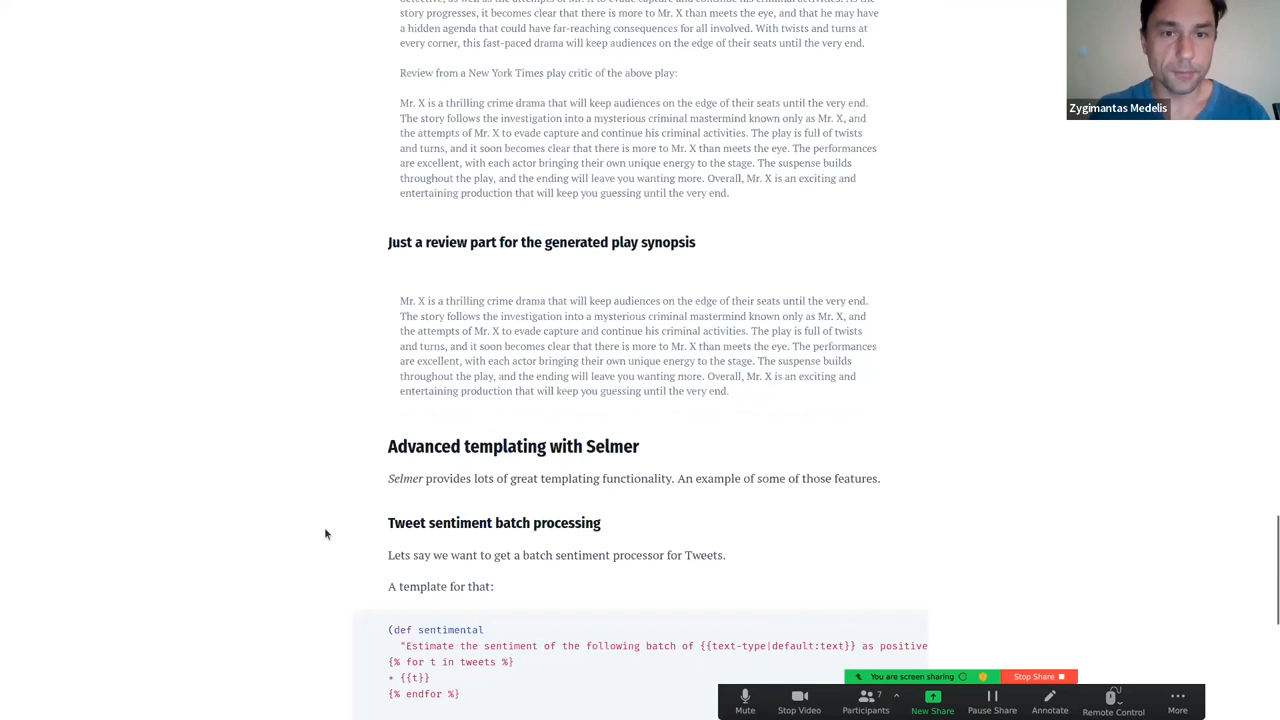 detective, as well as the attempts of Mr. X to evade capture and continue his criminal activities. As the
story progresses, it becomes clear that there is more to Mr. X than meets the eye, and that he may have
a hidden agenda that could have far-reaching consequences for all involved. With twists and turns at
every corner, this fast-paced drama will keep audiences on the edge of their seats until the very end.
Review from a New York Times play critic of the above play:
Mr. X is a thrilling crime drama that will keep audiences on the edge of their seats until the very end.
The story follows the investigation into a mysterious criminal mastermind known only as Mr. X, and
the attempts of Mr. X to evade capture and continue his criminal activities. The play is full of twists
and turns, and it soon becomes clear that there is more to Mr. X than meets the eye. The performances
are excellent, with each actor bringing their own unique energy to the stage. The suspense builds
throughout the play, and the ending will leave you wanting more. Overall, Mr. X is an exciting and
entertaining production that will keep you guessing until the very end.
Just a review part for the generated play synopsis
Mr. X is a thrilling crime drama that will keep audiences on the edge of their seats until the very end.
The story follows the investigation into a mysterious criminal mastermind known only as Mr. X, and
the attempts of Mr. X to evade capture and continue his criminal activities. The play is full of twists
and turns, and it soon becomes clear that there is more to Mr. X than meets the eye. The performances
are excellent, with each actor bringing their own unique energy to the stage. The suspense builds
throughout the play, and the ending will leave you wanting more. Overall, Mr. X is an exciting and
entertaining production that will keep you guessing until the very end.
Advanced templating with Selmer
Selmer provides lots of great templating functionality. An example of some of those features.
Tweet sentiment batch processing
Lets say we want to get a batch sentiment processor for Tweets.
A template for that:
(def sentimental
"Estimate the sentiment of the following batch of {{text-type|default:text}} as positive
{% for t in tweets %}
* {{t}}
{% endfor %}
Zygimantas Medelis
You are screen sharing
Stop Share
Mute
Stop Video
7
Participants
New Share
Pause Share
Annotate
Remote Control
More